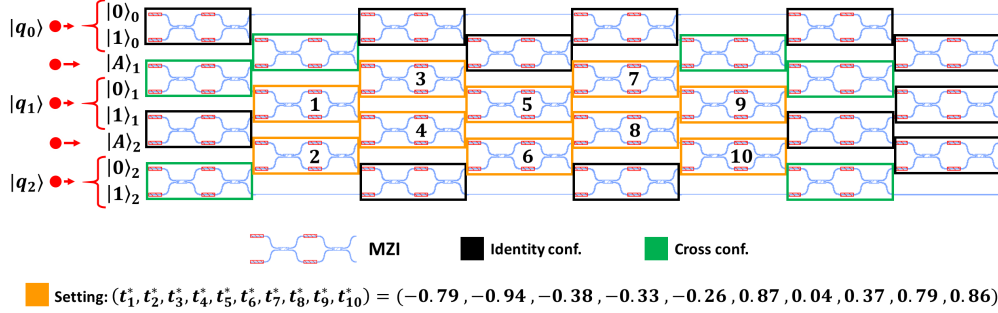 |q₀⟩
|0⟩₀
|1⟩₀
|A⟩₁
|q₁⟩
|0⟩₁
|1⟩₁
|A⟩₂
|q₂⟩
|0⟩₂
|1⟩₂
1
2
3
4
5
6
7
8
9
10
MZI
Identity conf.
Cross conf.
Setting: (t₁*, t₂*, t₃*, t₄*, t₅*, t₆*, t₇*, t₈*, t₉*, t₁₀*) = (−0.79 , −0.94 , −0.38 , −0.33 , −0.26 , 0.87 , 0.04 , 0.37 , 0.79 , 0.86)